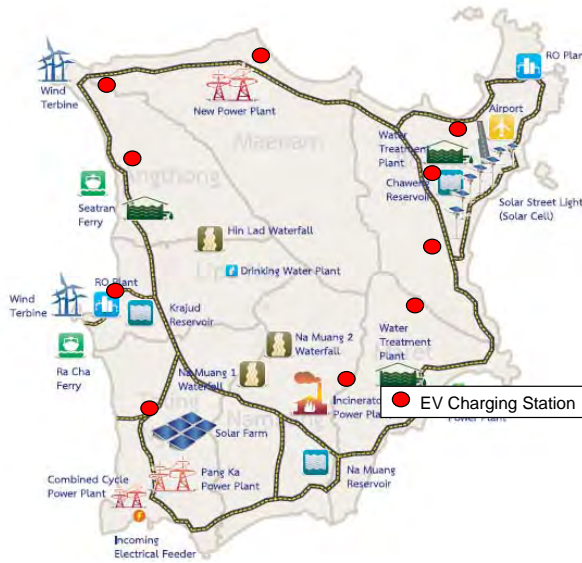 RO Plant
Wind
Terbine
New Power Plant
Airport
Maenam
Water
Treatment
Plant
Angthong
Chaweng
Reservoir
Seatran
Ferry
Solar Street Light
(Solar Cell)
Hin Lad Waterfall
Drinking Water Plant
Wind
Terbine
RO Plant
Krajud
Reservoir
Ra Cha
Ferry
Na Muang 2
Waterfall
Water
Treatment
Plant
Na Muang 1
Waterfall
Incinerator
Power Plant
EV Charging Station
Solar Farm
Combined Cycle
Power Plant
Pang Ka
Power Plant
Na Muang
Reservoir
Incoming
Electrical Feeder